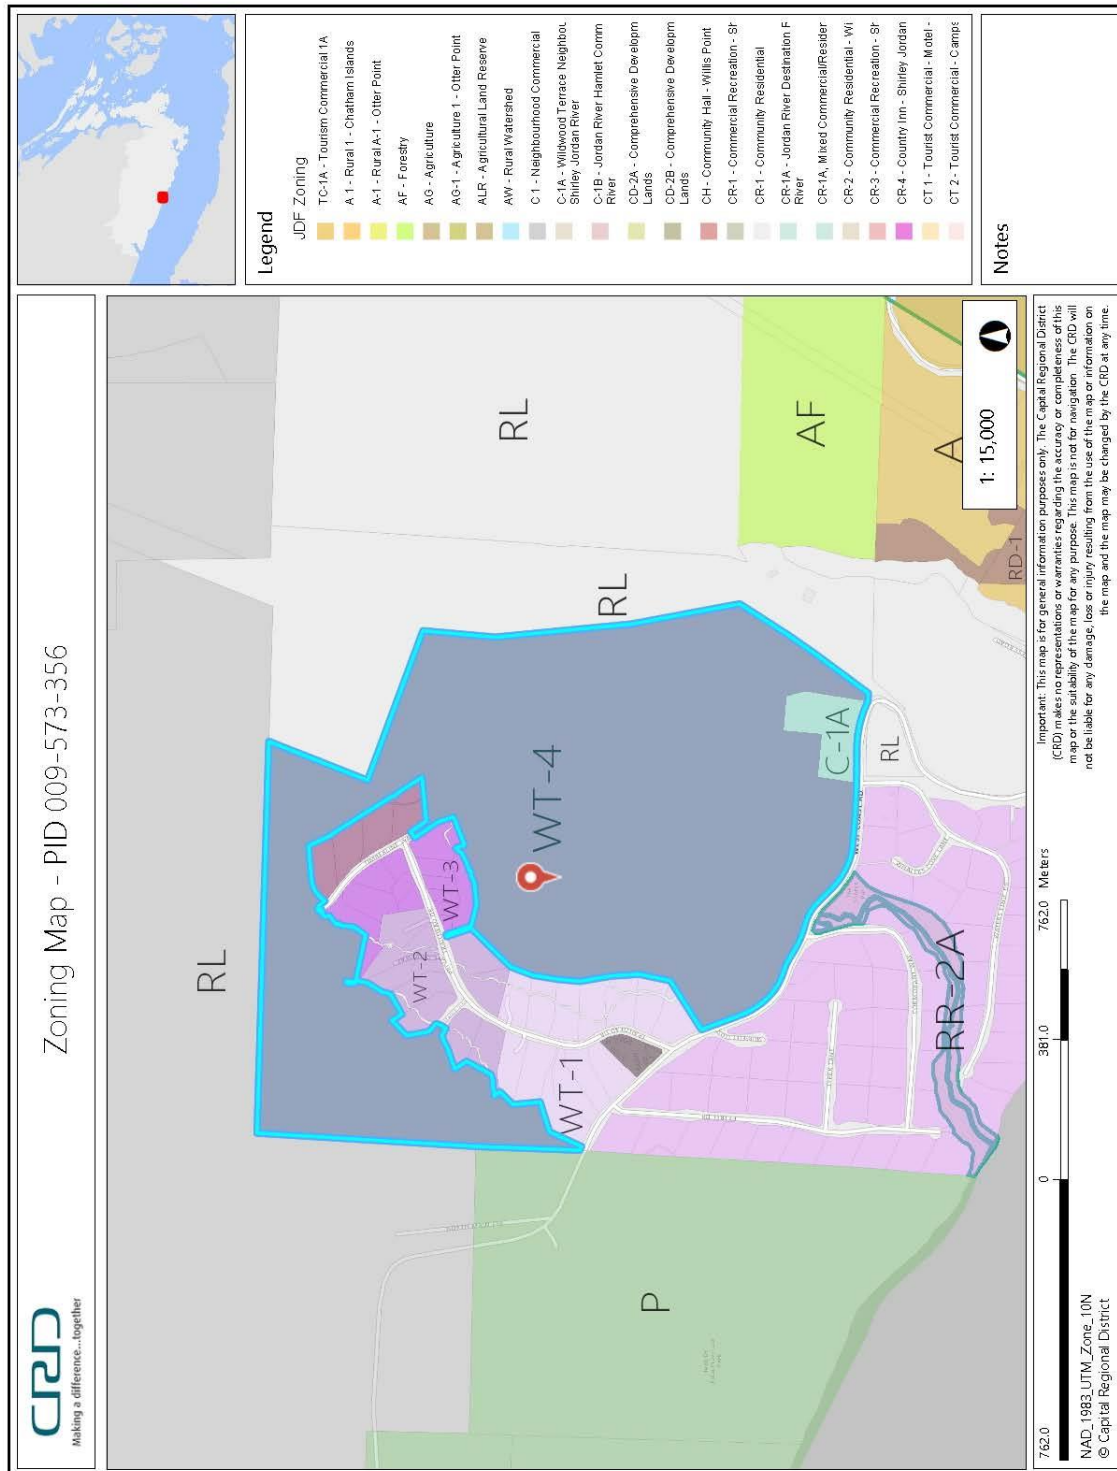 CRD
Making a difference...together
Zoning Map - PID 009-573-356
RL
RL
RL
RL
WT-4
WT-3
WT-2
WT-1
C-1A
RR-2A
P
AF
A
RD-1
1: 15,000
Legend
JDF Zoning
TC-1A - Tourism Commercial 1A
A 1 - Rural 1 - Chatham Islands
A-1 - Rural A-1 - Otter Point
AF - Forestry
AG - Agriculture
AG-1 - Agriculture 1 - Otter Point
ALR - Agricultural Land Reserve
AW - Rural Watershed
C 1 - Neighbourhood Commercial
C-1A - Wildwood Terrace Neighbou
Shirley Jordan River
C-1B - Jordan River Hamlet Comm
River
CD-2A - Comprehensive Developm
Lands
CD-2B - Comprehensive Developm
Lands
CH - Community Hall - Willis Point
CR-1 - Commercial Recreation - Sh
CR-1 - Community Residential
CR-1A - Jordan River Destination F
River
CR-1A, Mixed Commercial/Resider
CR-2 - Community Residential - Wi
CR-3 - Commercial Recreation - Sh
CR-4 - Country Inn - Shirley Jordan
CT 1 - Tourist Commercial - Motel -
CT 2 - Tourist Commercial - Camps
Notes
762.0
0
381.0
762.0 Meters
NAD_1983_UTM_Zone_10N
© Capital Regional District
Important: This map is for general information purposes only. The Capital Regional District
(CRD) makes no representations or warranties regarding the accuracy or completeness of this
map or the suitability of the map for any purpose. This map is not for navigation. The CRD will
not be liable for any damage, loss or injury resulting from the use of the map or information on
the map and the map may be changed by the CRD at any time.